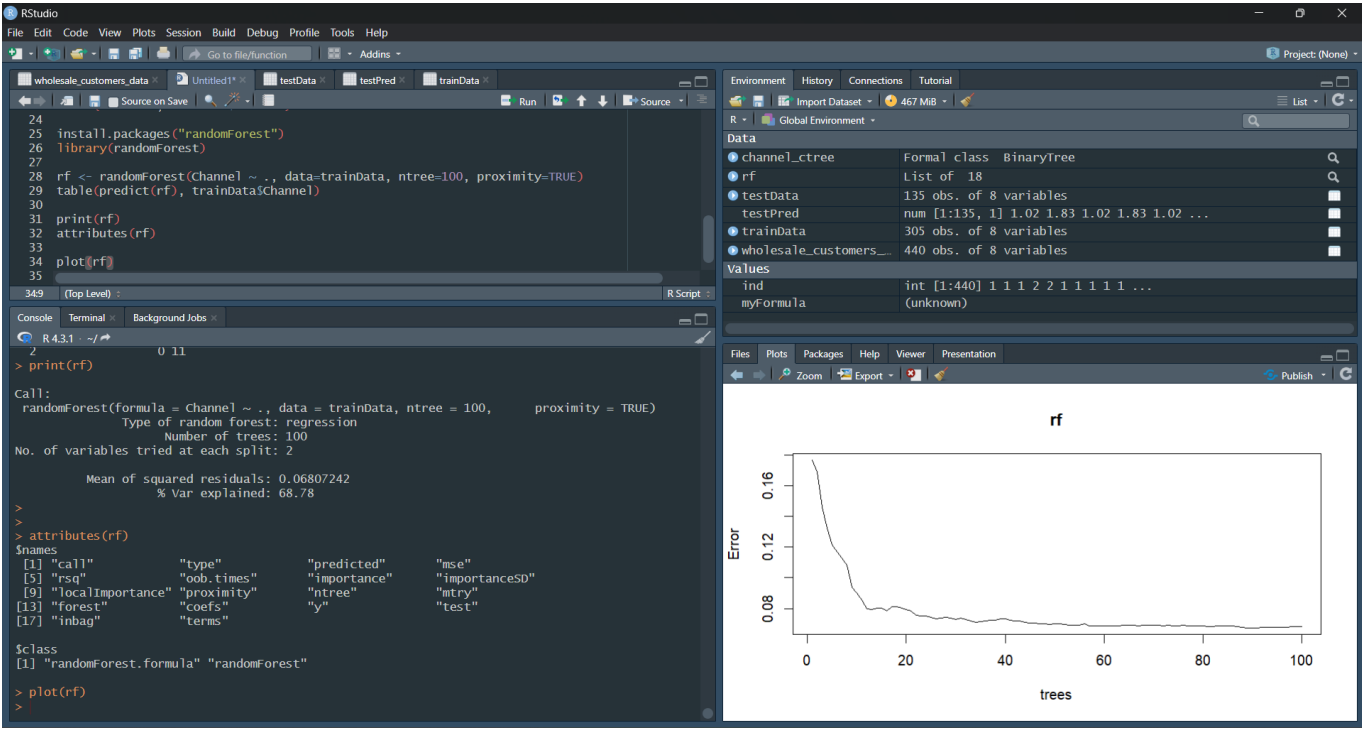 RStudio
File Edit Code View Plots Session Build Debug Profile Tools Help
Go to file/function Addins Project: (None)
wholesale_customers_data Untitled1* testData testPred trainData
Source on Save Run Source
24
25 install.packages("randomForest")
26 library(randomForest)
27
28 rf <- randomForest(Channel ~ ., data=trainData, ntree=100, proximity=TRUE)
29 table(predict(rf), trainData$Channel)
30
31 print(rf)
32 attributes(rf)
33
34 plot(rf)
35
34:9 (Top Level) R Script
Console Terminal Background Jobs
R 4.3.1 · ~/
2 0 11
> print(rf)
Call:
randomForest(formula = Channel ~ ., data = trainData, ntree = 100, proximity = TRUE)
Type of random forest: regression
Number of trees: 100
No. of variables tried at each split: 2
Mean of squared residuals: 0.06807242
% Var explained: 68.78
>
>
> attributes(rf)
$names
[1] "call" "type" "predicted" "mse"
[5] "rsq" "oob.times" "importance" "importanceSD"
[9] "localImportance" "proximity" "ntree" "mtry"
[13] "forest" "coefs" "y" "test"
[17] "inbag" "terms"
$class
[1] "randomForest.formula" "randomForest"
> plot(rf)
>
Environment History Connections Tutorial
Import Dataset 467 MiB List
R Global Environment
Data
channel_ctree Formal class BinaryTree
rf List of 18
testData 135 obs. of 8 variables
testPred num [1:135, 1] 1.02 1.83 1.02 1.83 1.02 ...
trainData 305 obs. of 8 variables
wholesale_customers_… 440 obs. of 8 variables
Values
ind int [1:440] 1 1 1 2 2 1 1 1 1 1 ...
myFormula (unknown)
Files Plots Packages Help Viewer Presentation
Zoom Export Publish
rf
Error
0.16
0.12
0.08
0 20 40 60 80 100
trees